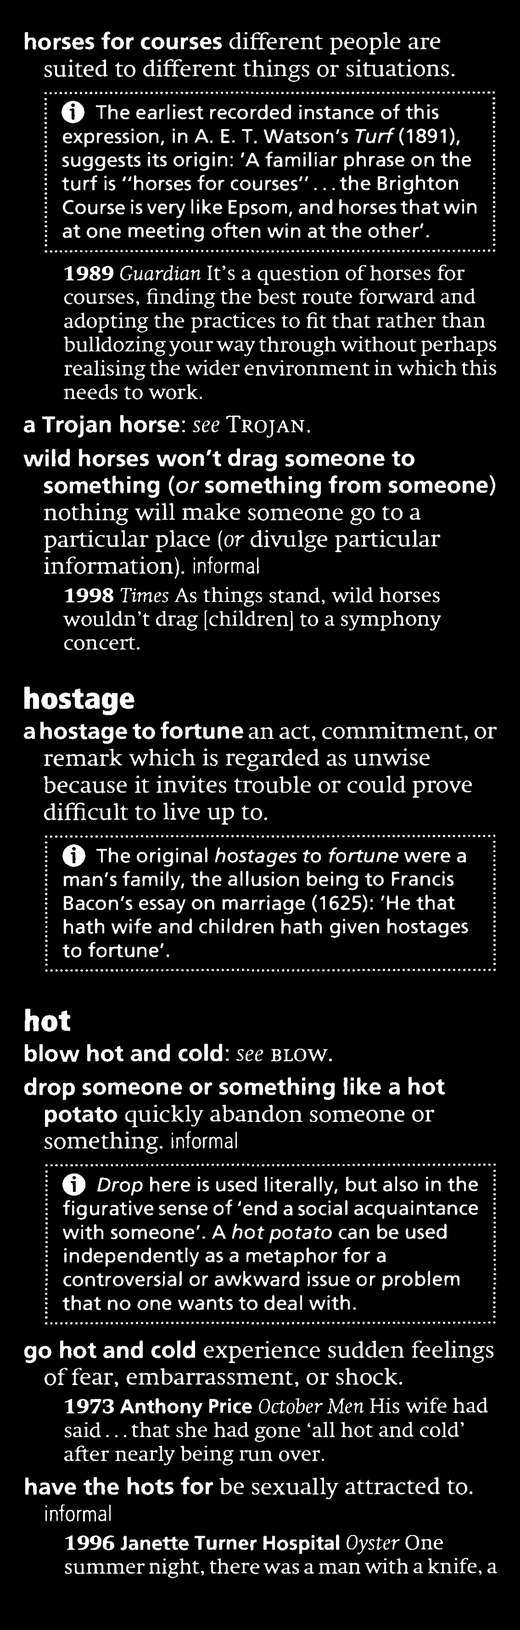 horses for courses different people are
suited to different things or situations.
i The earliest recorded instance of this
expression, in A. E. T. Watson's Turf (1891),
suggests its origin: 'A familiar phrase on the
turf is "horses for courses" . . . the Brighton
Course is very like Epsom, and horses that win
at one meeting often win at the other'.
1989 Guardian It's a question of horses for
courses, finding the best route forward and
adopting the practices to fit that rather than
bulldozing your way through without perhaps
realising the wider environment in which this
needs to work.
a Trojan horse: see TROJAN.
wild horses won't drag someone to
something (or something from someone)
nothing will make someone go to a
particular place (or divulge particular
information). informal
1998 Times As things stand, wild horses
wouldn't drag [children] to a symphony
concert.
hostage
a hostage to fortune an act, commitment, or
remark which is regarded as unwise
because it invites trouble or could prove
difficult to live up to.
i The original hostages to fortune were a
man's family, the allusion being to Francis
Bacon's essay on marriage (1625): 'He that
hath wife and children hath given hostages
to fortune'.
hot
blow hot and cold: see BLOW.
drop someone or something like a hot
potato quickly abandon someone or
something. informal
i Drop here is used literally, but also in the
figurative sense of 'end a social acquaintance
with someone'. A hot potato can be used
independently as a metaphor for a
controversial or awkward issue or problem
that no one wants to deal with.
go hot and cold experience sudden feelings
of fear, embarrassment, or shock.
1973 Anthony Price October Men His wife had
said . . . that she had gone 'all hot and cold'
after nearly being run over.
have the hots for be sexually attracted to.
informal
1996 Janette Turner Hospital Oyster One
summer night, there was a man with a knife, a